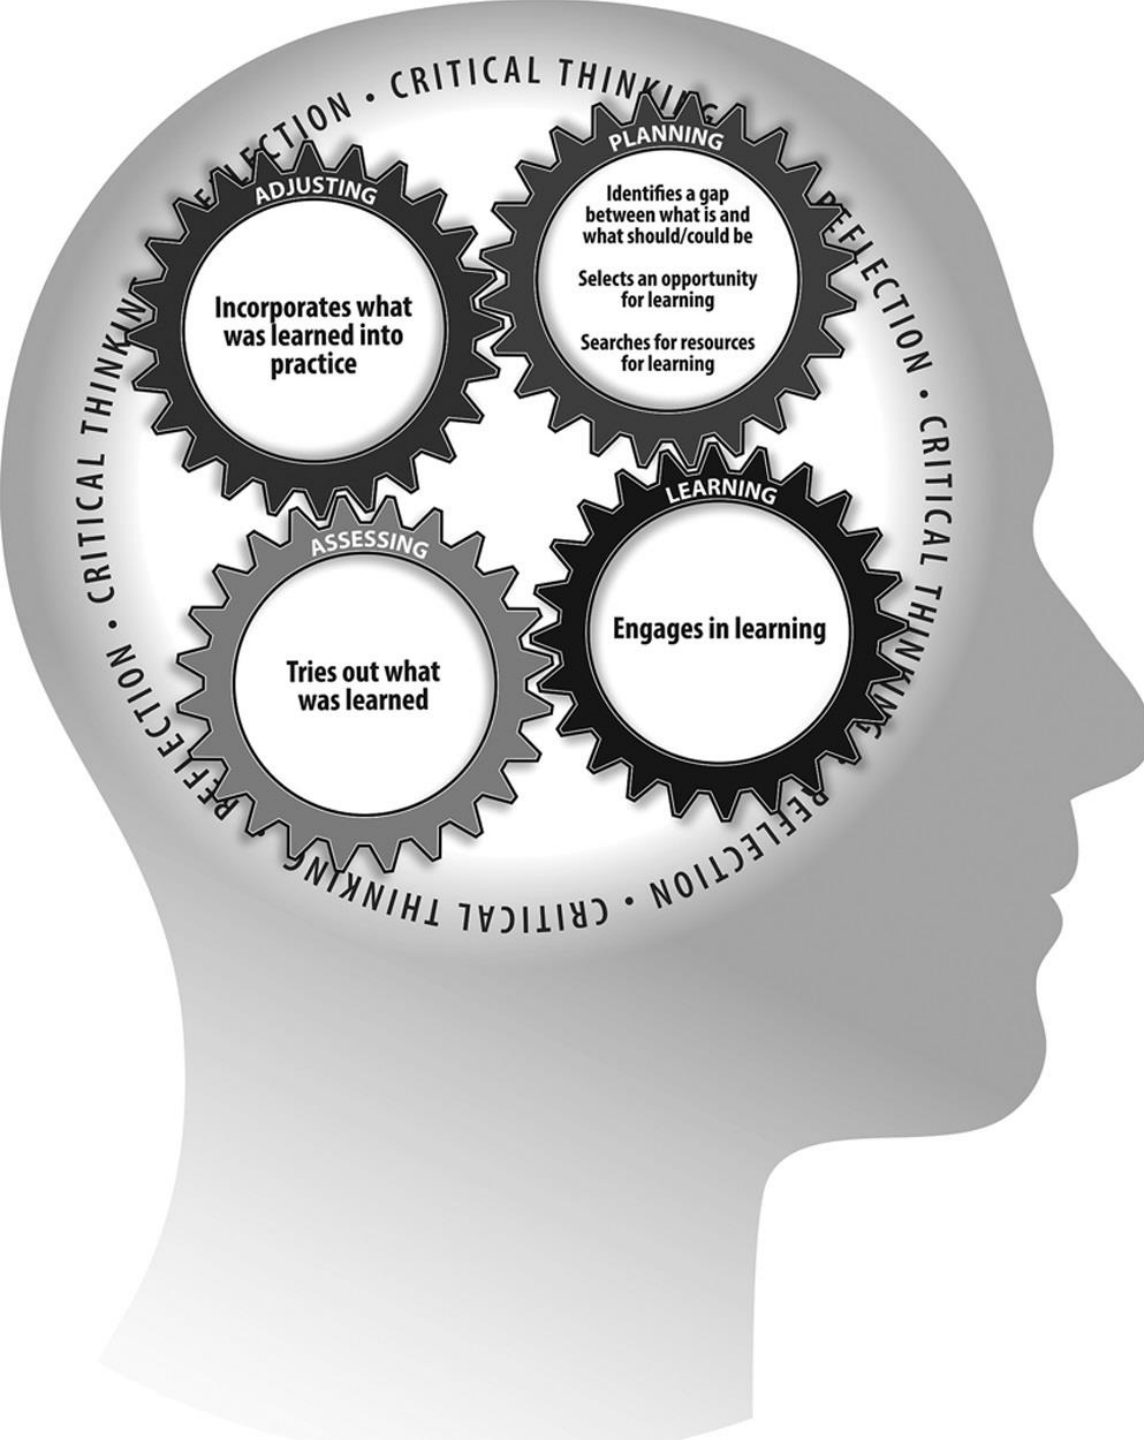 CRITICAL THINKING
REFLECTION • CRITICAL THINKING
REFLECTION • CRITICAL THINKING
REFLECTION • CRITICAL THINKING
REFLECTION •
ADJUSTING
Incorporates what
was learned into
practice
PLANNING
Identifies a gap
between what is and
what should/could be
Selects an opportunity
for learning
Searches for resources
for learning
LEARNING
Engages in learning
ASSESSING
Tries out what
was learned